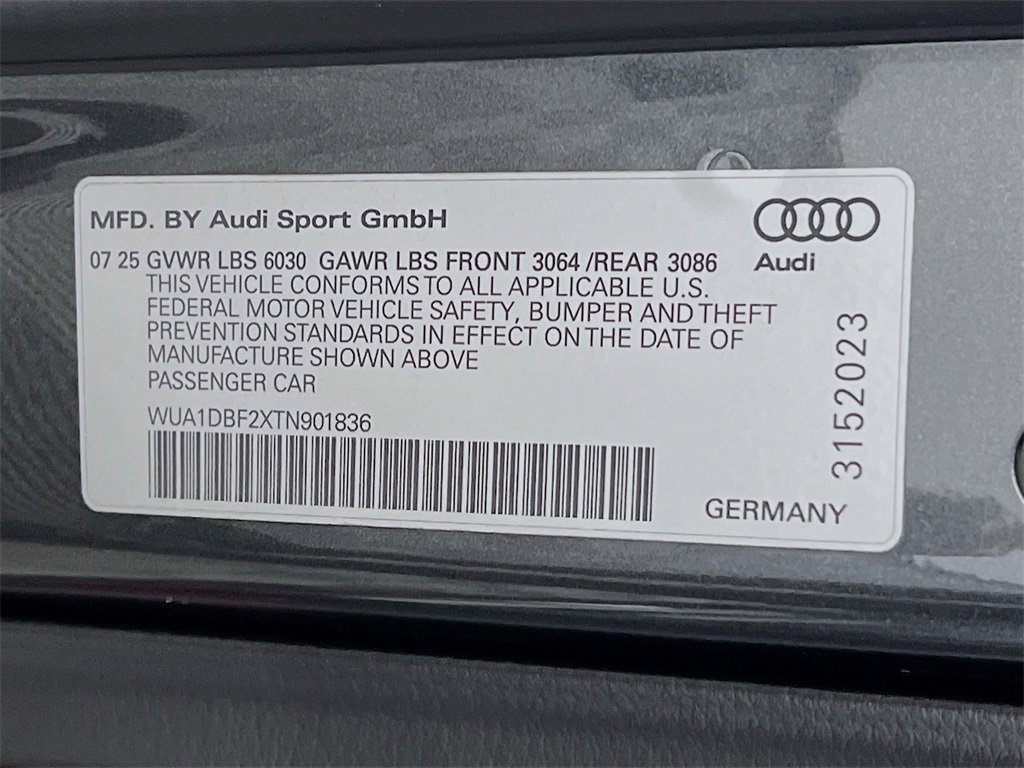 MFD. BY Audi Sport GmbH
Audi
07 25 GVWR LBS 6030 GAWR LBS FRONT 3064 /REAR 3086
THIS VEHICLE CONFORMS TO ALL APPLICABLE U.S.
FEDERAL MOTOR VEHICLE SAFETY, BUMPER AND THEFT
PREVENTION STANDARDS IN EFFECT ON THE DATE OF
MANUFACTURE SHOWN ABOVE
PASSENGER CAR
WUA1DBF2XTN901836
3152023
GERMANY